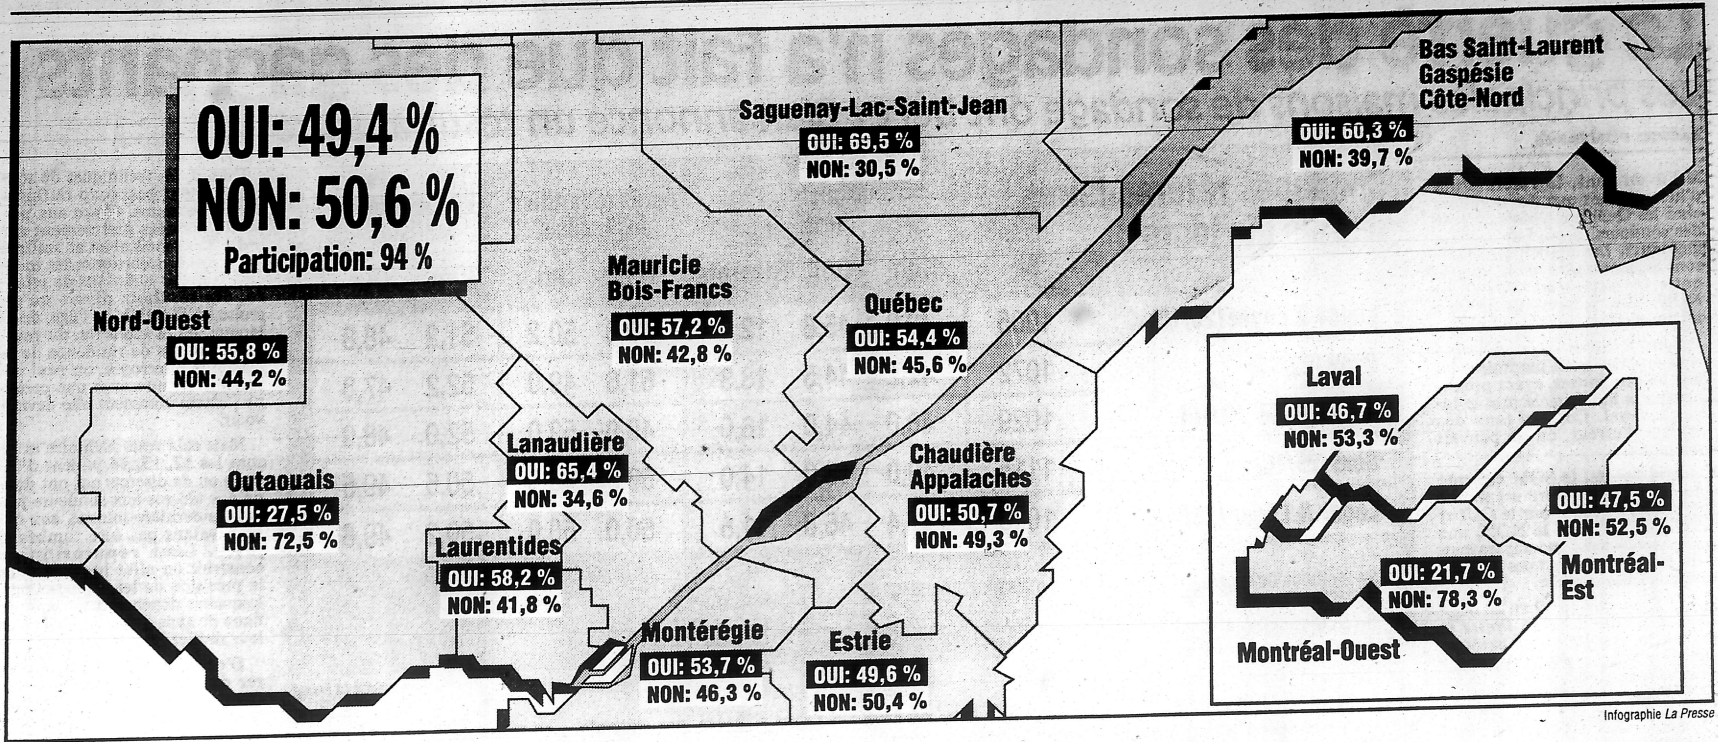 OUI: 49,4 %
NON: 50,6 %
Participation: 94 %
Saguenay-Lac-Saint-Jean
OUI: 69,5 %
NON: 30,5 %
Bas Saint-Laurent
Gaspésie
Côte-Nord
OUI: 60,3 %
NON: 39,7 %
Nord-Ouest
OUI: 55,8 %
NON: 44,2 %
Mauricie
Bois-Francs
OUI: 57,2 %
NON: 42,8 %
Québec
OUI: 54,4 %
NON: 45,6 %
Outaouais
OUI: 27,5 %
NON: 72,5 %
Lanaudière
OUI: 65,4 %
NON: 34,6 %
Laurentides
OUI: 58,2 %
NON: 41,8 %
Chaudière
Appalaches
OUI: 50,7 %
NON: 49,3 %
Montérégie
OUI: 53,7 %
NON: 46,3 %
Estrie
OUI: 49,6 %
NON: 50,4 %
Laval
OUI: 46,7 %
NON: 53,3 %
OUI: 47,5 %
NON: 52,5 %
Montréal-
Est
OUI: 21,7 %
NON: 78,3 %
Montréal-Ouest
Infographie La Presse